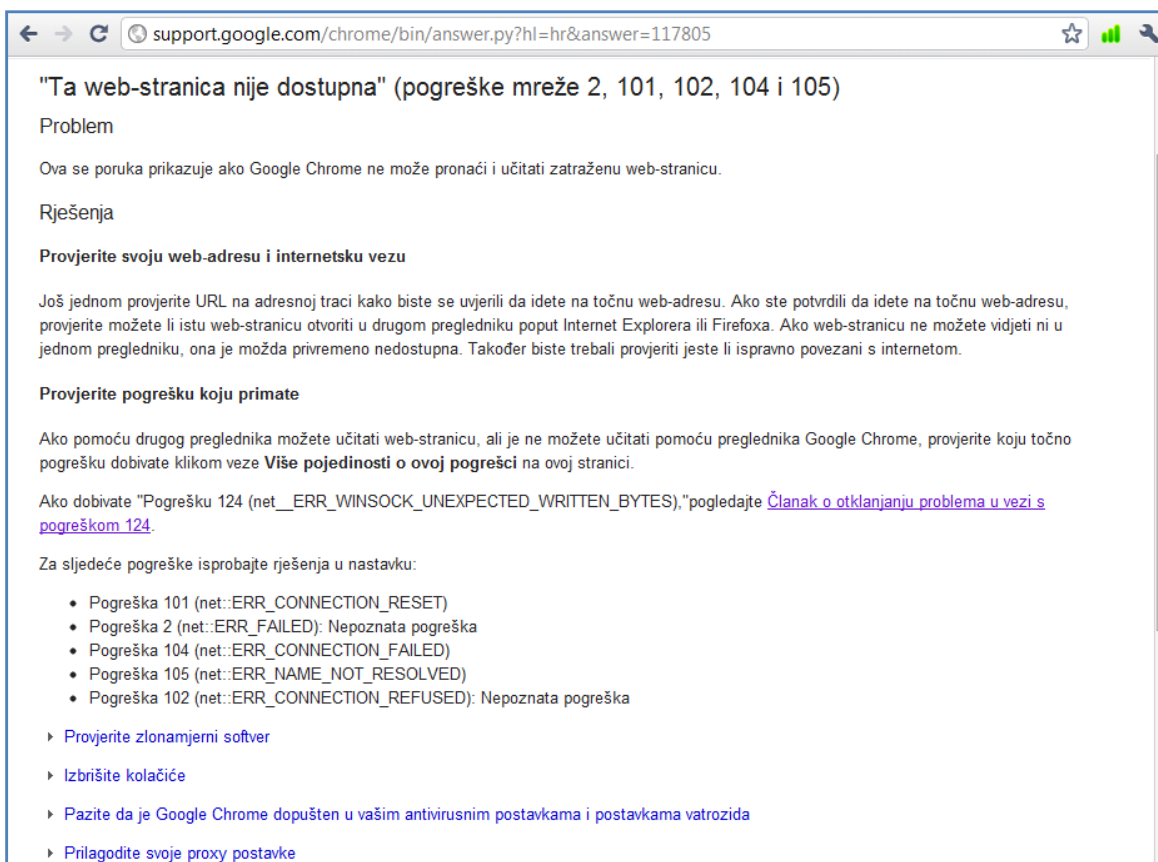 support.google.com/chrome/bin/answer.py?hl=hr&answer=117805
"Ta web-stranica nije dostupna" (pogreške mreže 2, 101, 102, 104 i 105)
Problem
Ova se poruka prikazuje ako Google Chrome ne može pronaći i učitati zatraženu web-stranicu.
Rješenja
Provjerite svoju web-adresu i internetsku vezu
Još jednom provjerite URL na adresnoj traci kako biste se uvjerili da idete na točnu web-adresu. Ako ste potvrdili da idete na točnu web-adresu,
provjerite možete li istu web-stranicu otvoriti u drugom pregledniku poput Internet Explorera ili Firefoxa. Ako web-stranicu ne možete vidjeti ni u
jednom pregledniku, ona je možda privremeno nedostupna. Također biste trebali provjeriti jeste li ispravno povezani s internetom.
Provjerite pogrešku koju primate
Ako pomoću drugog preglednika možete učitati web-stranicu, ali je ne možete učitati pomoću preglednika Google Chrome, provjerite koju točno
pogrešku dobivate klikom veze Više pojedinosti o ovoj pogrešci na ovoj stranici.
Ako dobivate "Pogrešku 124 (net__ERR_WINSOCK_UNEXPECTED_WRITTEN_BYTES),"pogledajte Članak o otklanjanju problema u vezi s
pogreškom 124.
Za sljedeće pogreške isprobajte rješenja u nastavku:
• Pogreška 101 (net::ERR_CONNECTION_RESET)
• Pogreška 2 (net::ERR_FAILED): Nepoznata pogreška
• Pogreška 104 (net::ERR_CONNECTION_FAILED)
• Pogreška 105 (net::ERR_NAME_NOT_RESOLVED)
• Pogreška 102 (net::ERR_CONNECTION_REFUSED): Nepoznata pogreška
Provjerite zlonamjerni softver
Izbrišite kolačiće
Pazite da je Google Chrome dopušten u vašim antivirusnim postavkama i postavkama vatrozida
Prilagodite svoje proxy postavke